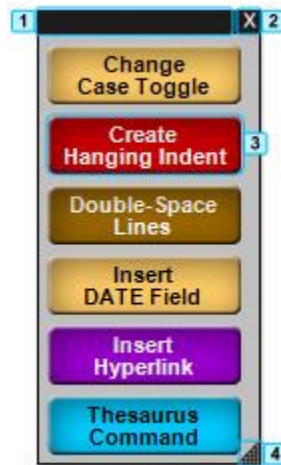 1 X 2
Change
Case Toggle
Create
Hanging Indent 3
Double-Space
Lines
Insert
DATE Field
Insert
Hyperlink
Thesaurus
Command
4